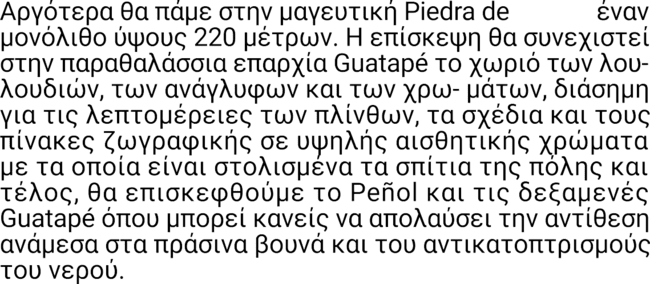 Αργότερα θα πάμε στην μαγευτική Piedra de έναν
μονόλιθο ύψους 220 μέτρων. Η επίσκεψη θα συνεχιστεί
στην παραθαλάσσια επαρχία Guatapé το χωριό των λου-
λουδιών, των ανάγλυφων και των χρω- μάτων, διάσημη
για τις λεπτομέρειες των πλίνθων, τα σχέδια και τους
πίνακες ζωγραφικής σε υψηλής αισθητικής χρώματα
με τα οποία είναι στολισμένα τα σπίτια της πόλης και
τέλος, θα επισκεφθούμε το Peñol και τις δεξαμενές
Guatapé όπου μπορεί κανείς να απολαύσει την αντίθεση
ανάμεσα στα πράσινα βουνά και του αντικατοπτρισμούς
του νερού.